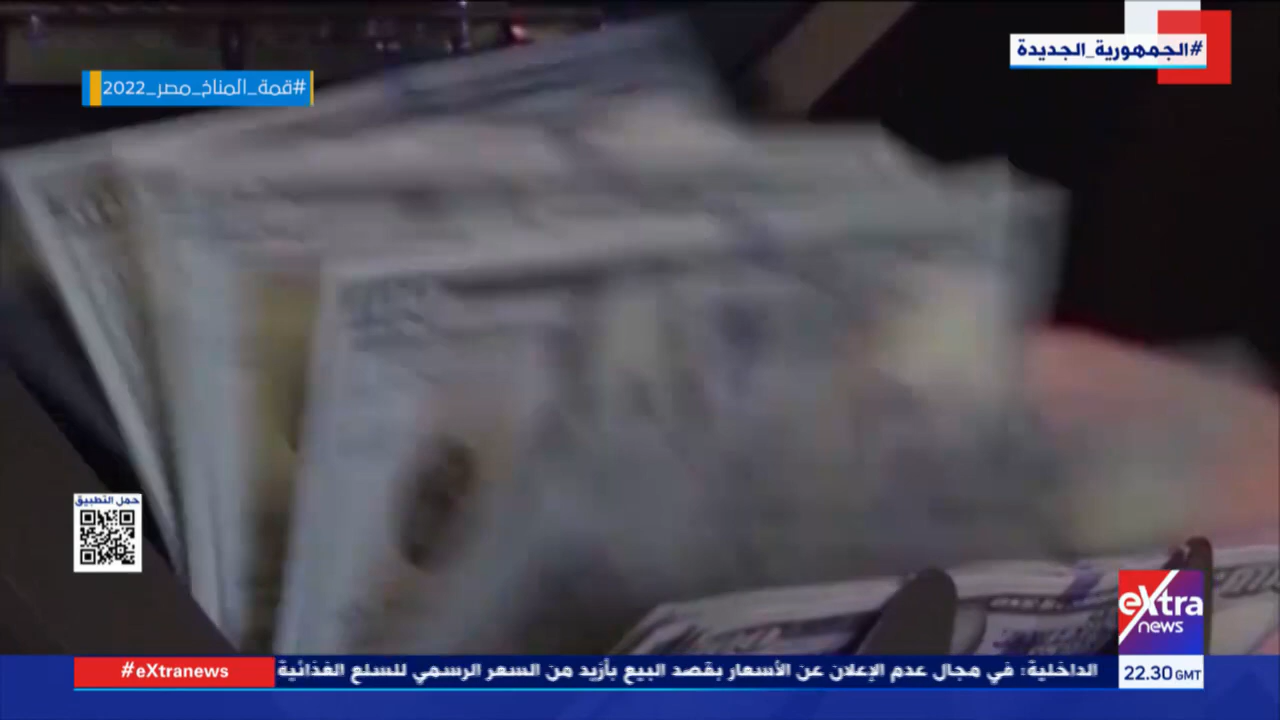 #الجمهورية_الجديدة
#قمة_المناخ_مصر_2022
حمل التطبيق
eXtra
news
#eXtranews
الداخلية: في مجال عدم الإعلان عن الأسعار بقصد البيع بأزيد من السعر الرسمي للسلع الغذائية
22.30 GMT